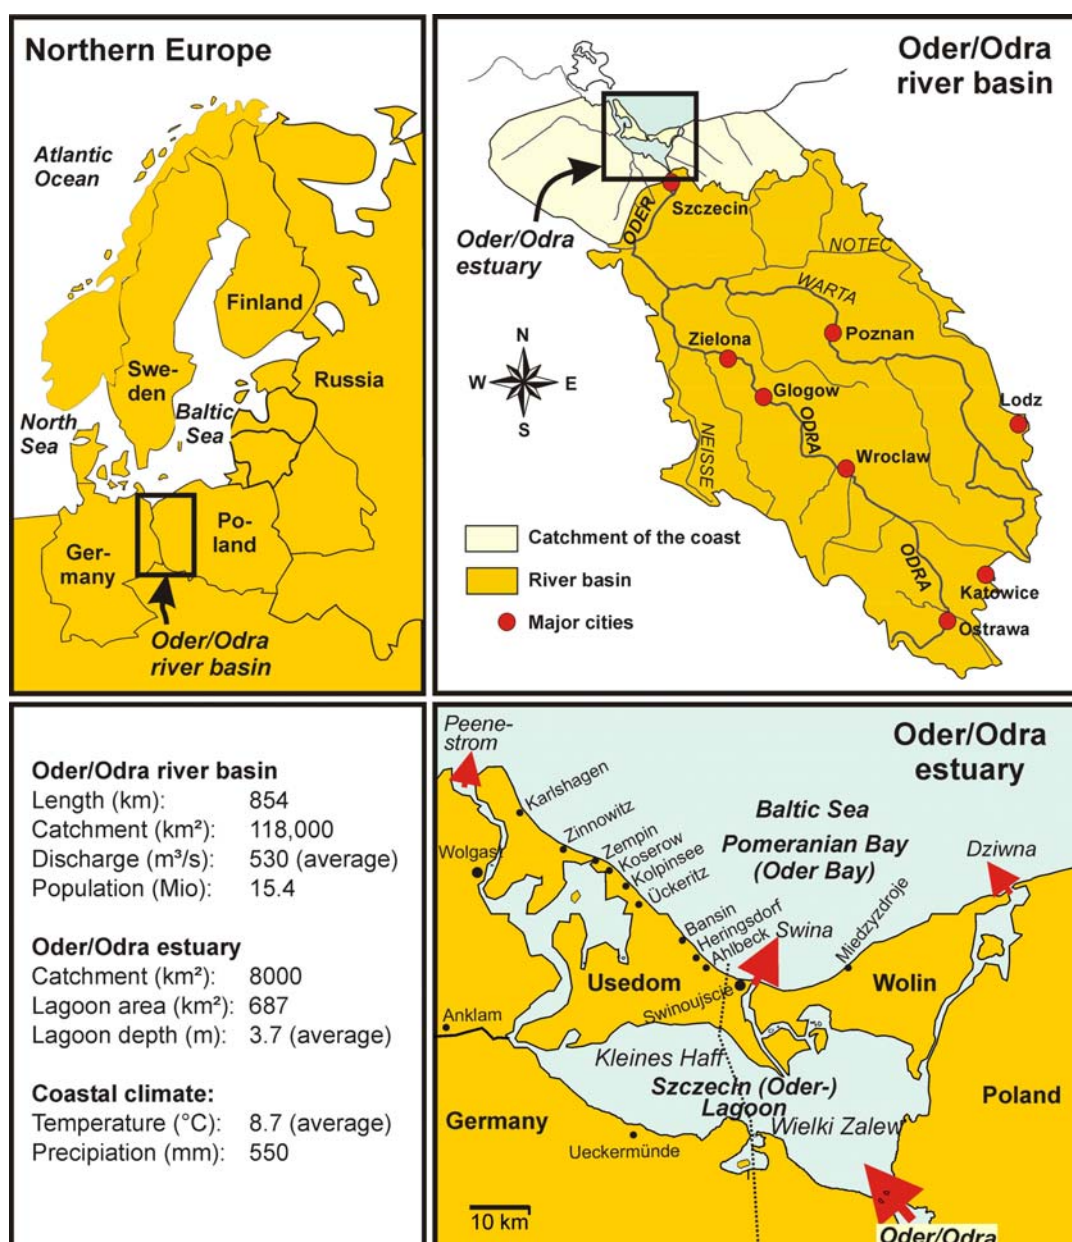 Northern Europe
Atlantic
Ocean
Finland
Swe-
den
Russia
North
Sea
Baltic
Sea
Ger-
many
Po-
land
Oder/Odra
river basin
Oder/Odra
river basin
Szczecin
ODER
Oder/Odra
estuary
NOTEC
WARTA
N
W
E
S
Zielona
Poznan
Glogow
Lodz
ODRA
NEISSE
Wroclaw
Catchment of the coast
River basin
Major cities
ODRA
Katowice
Ostrawa
Oder/Odra river basin
Length (km): 854
Catchment (km²): 118,000
Discharge (m³/s): 530 (average)
Population (Mio): 15.4
Oder/Odra estuary
Catchment (km²): 8000
Lagoon area (km²): 687
Lagoon depth (m): 3.7 (average)
Coastal climate:
Temperature (°C): 8.7 (average)
Precipiation (mm): 550
Peene-
strom
Oder/Odra
estuary
Karlshagen
Zinnowitz
Zempin
Koserow
Kolpinsee
Ückeritz
Wolgast
Baltic Sea
Pomeranian Bay
(Oder Bay)
Dziwna
Bansin
Heringsdorf
Ahlbeck
Swina
Miedzyzdroje
Usedom
Swinoujscie
Wolin
Anklam
Kleines Haff
Szczecin (Oder-)
Lagoon
Wielki Zalew
Germany
Poland
Ueckermünde
10 km
Oder/Odra